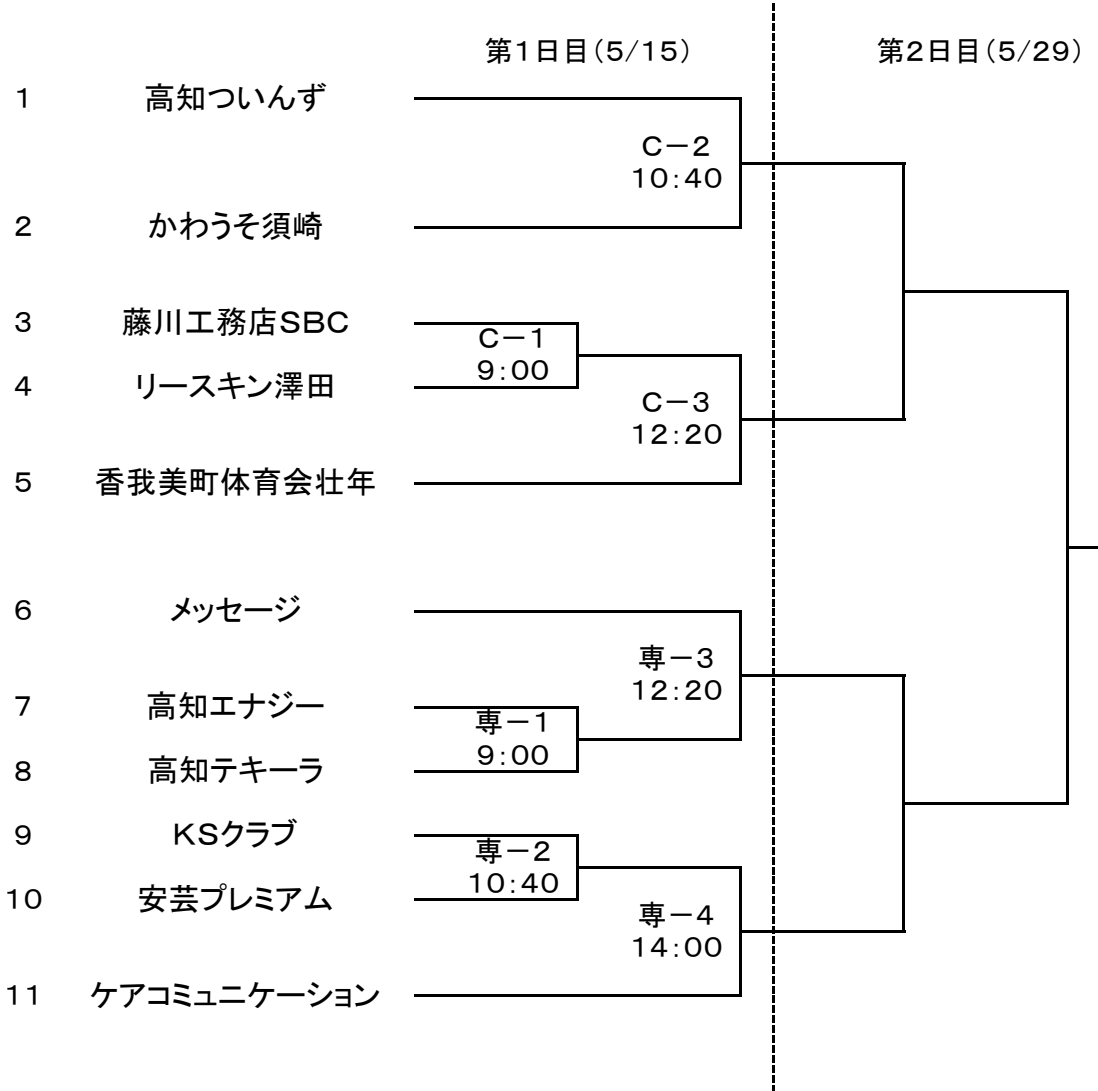 第1日目(5/15) 第2日目(5/29)
1 高知ついんず
C－2
10:40
2 かわうそ須崎
3 藤川工務店SBC
C－1
9:00
4 リースキン澤田
C－3
12:20
5 香我美町体育会壮年
6 メッセージ
専－3
12:20
7 高知エナジー
専－1
9:00
8 高知テキーラ
9 KSクラブ
専－2
10:40
10 安芸プレミアム
専－4
14:00
11 ケアコミュニケーション